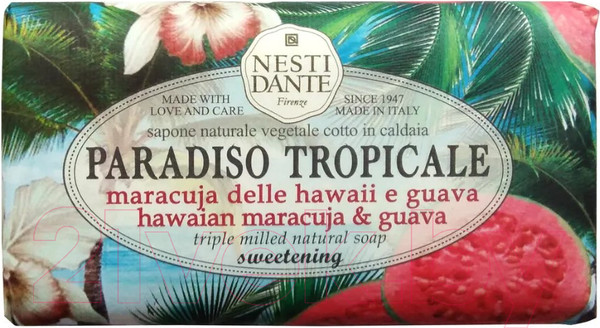 NESTI
DANTE
Firenze
MADE WITH
LOVE AND CARE
SINCE 1947
MADE IN ITALY
sapone naturale vegetale cotto in caldaia
PARADISO TROPICALE
maracuja delle hawaii e guava
hawaian maracuja & guava
triple milled natural soap
sweetening